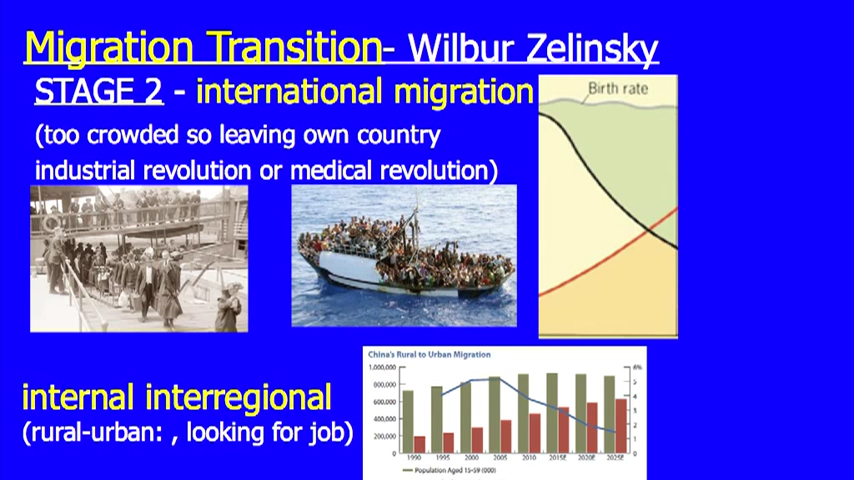 Migration Transition- Wilbur Zelinsky
STAGE 2 - international migration
(too crowded so leaving own country
industrial revolution or medical revolution)
Birth rate
China's Rural to Urban Migration
1,000,000
800,000
600,000
400,000
200,000
0
6%
5
4
3
2
1
0
1990 1995 2000 2005 2010 2015E 2020E 2025E
Population Aged 15-59 (000)
internal interregional
(rural-urban: , looking for job)